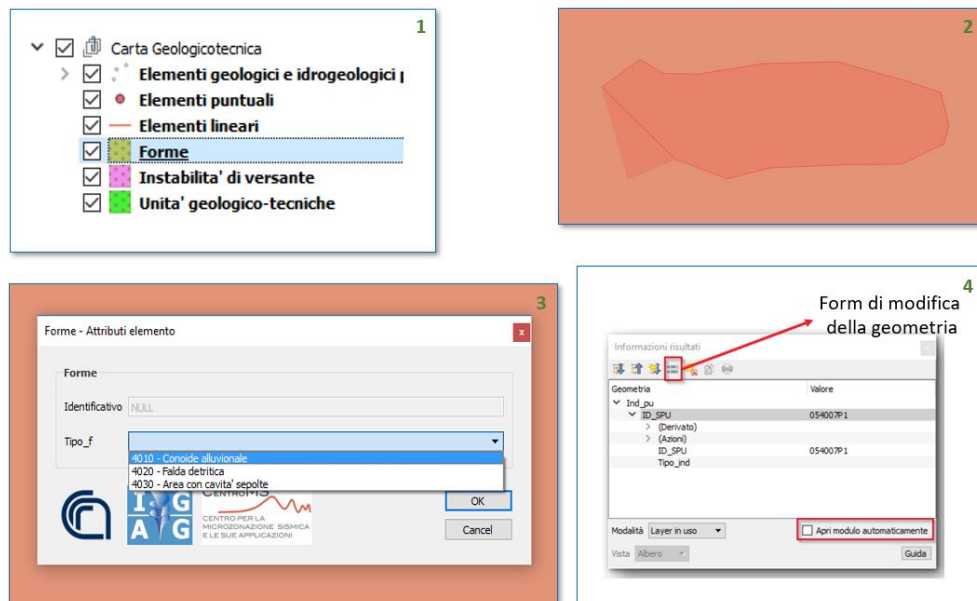 1
Carta Geologicotecnica
Elementi geologici e idrogeologici p
Elementi puntuali
Elementi lineari
Forme
Instabilita' di versante
Unita' geologico-tecniche
2
3
Forme - Attributi elemento
x
Forme
Identificativo NULL
Tipo_f
4010 - Conoide alluvionale
4020 - Falda detritica
4030 - Area con cavita' sepolte
I G
A G
CENTROMS
CENTRO PER LA
MICROZONAZIONE SISMICA
E LE SUE APPLICAZIONI
OK
Cancel
4
Form di modifica
della geometria
Informazioni risultati
Geometria Valore
Ind_pu
ID_SPU 054007P1
(Derivato)
(Azioni)
ID_SPU 054007P1
Tipo_ind
Modalità Layer in uso Apri modulo automaticamente
Vista Albero Guida